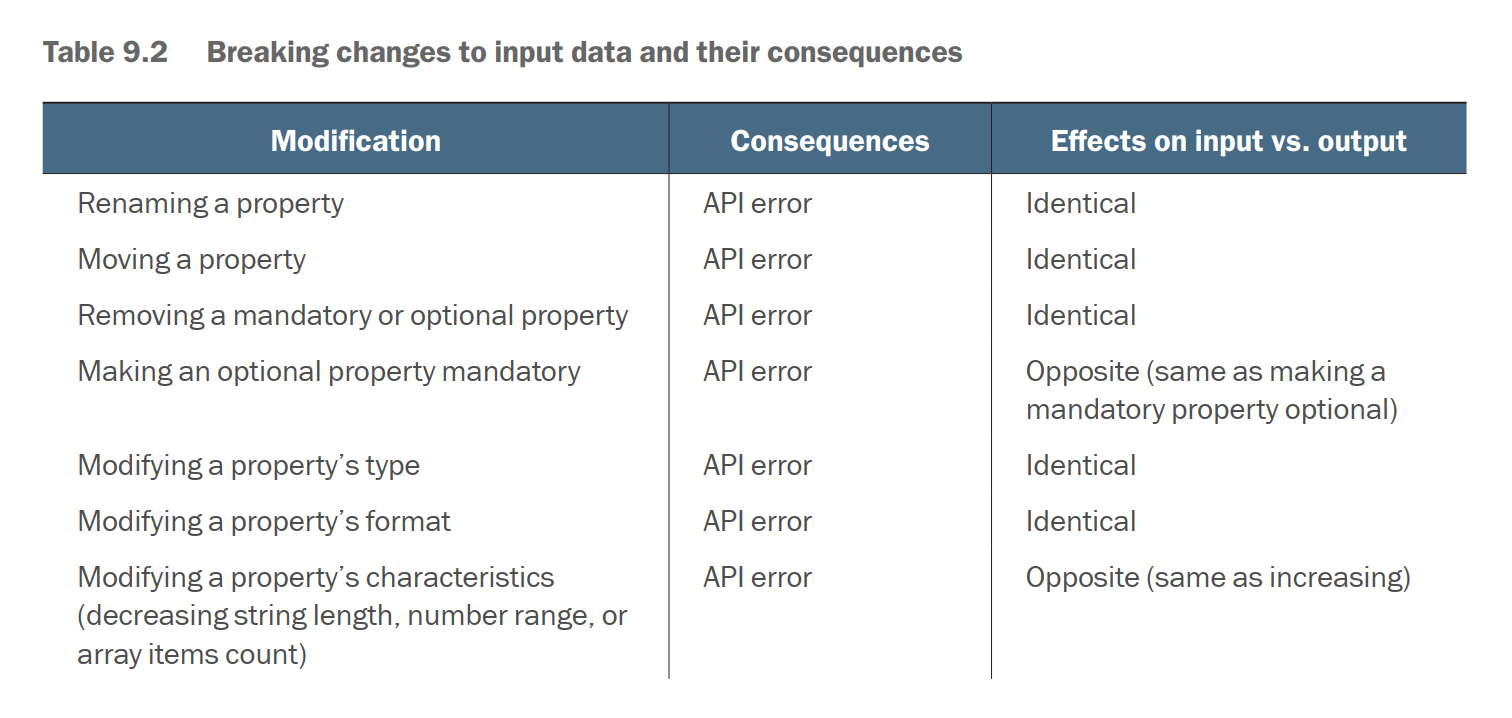 Table 9.2 Breaking changes to input data and their consequences
Modification Consequences Effects on input vs. output
Renaming a property API error Identical
Moving a property API error Identical
Removing a mandatory or optional property API error Identical
Making an optional property mandatory API error Opposite (same as making a
mandatory property optional)
Modifying a property’s type API error Identical
Modifying a property’s format API error Identical
Modifying a property’s characteristics API error Opposite (same as increasing)
(decreasing string length, number range, or
array items count)